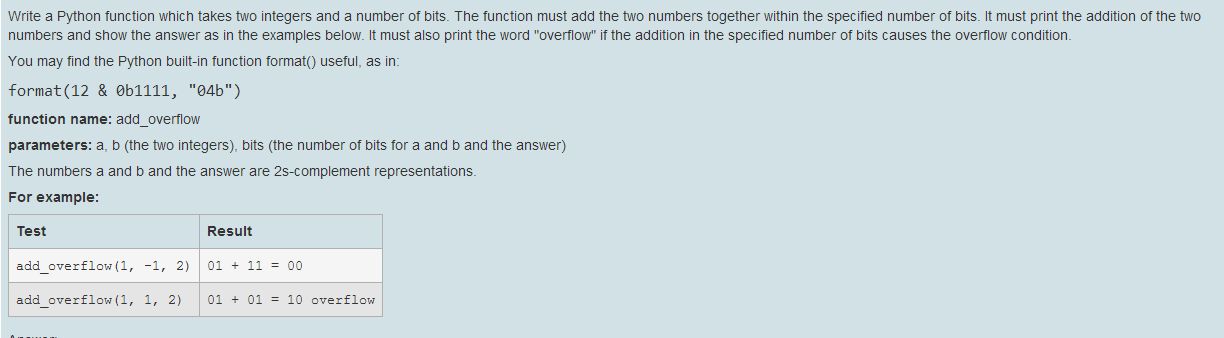 Write a Python function which takes two integers and a number of bits. The function must add the two numbers together within the specified number of bits. It must print the addition of the two
numbers and show the answer as in the examples below. It must also print the word "overflow" if the addition in the specified number of bits causes the overflow condition.
You may find the Python built-in function format() useful, as in:
format(12 & 0b1111, "04b")
function name: add_overflow
parameters: a, b (the two integers), bits (the number of bits for a and b and the answer)
The numbers a and b and the answer are 2s-complement representations.
For example:
Test Result
add_overflow(1, -1, 2) 01 + 11 = 00
add_overflow(1, 1, 2) 01 + 01 = 10 overflow